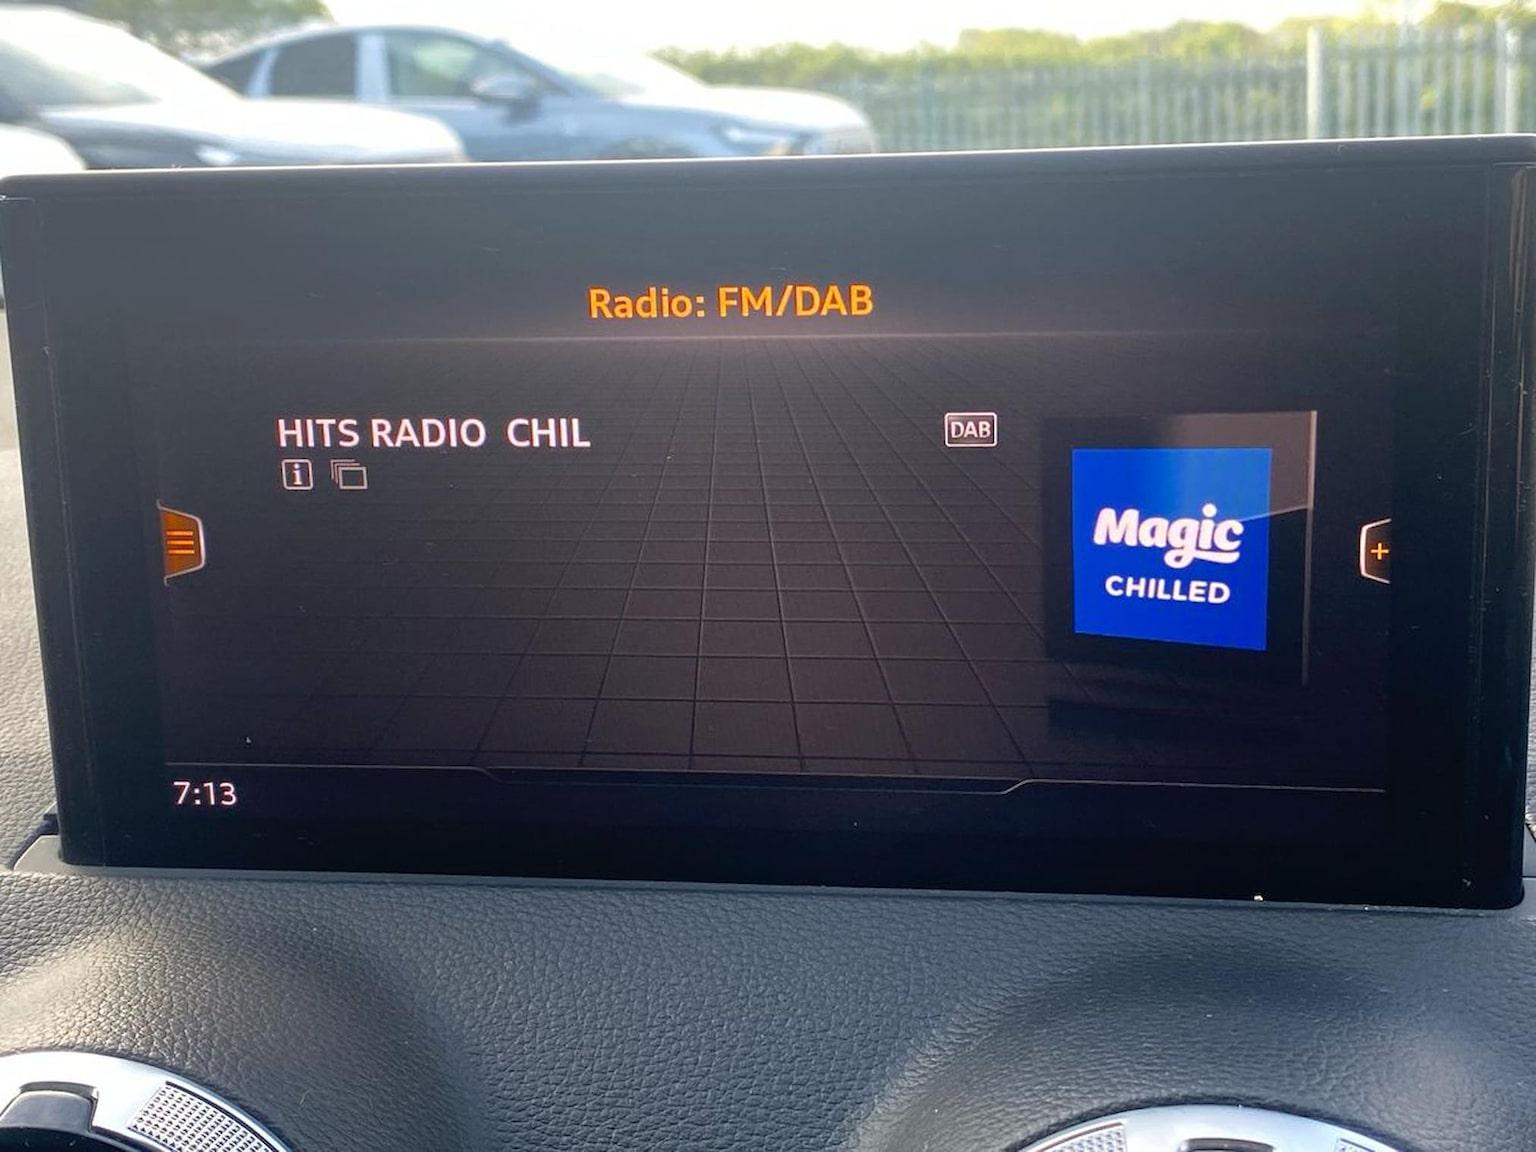 Radio: FM/DAB
HITS RADIO CHIL
DAB
i
Magic
CHILLED
7:13